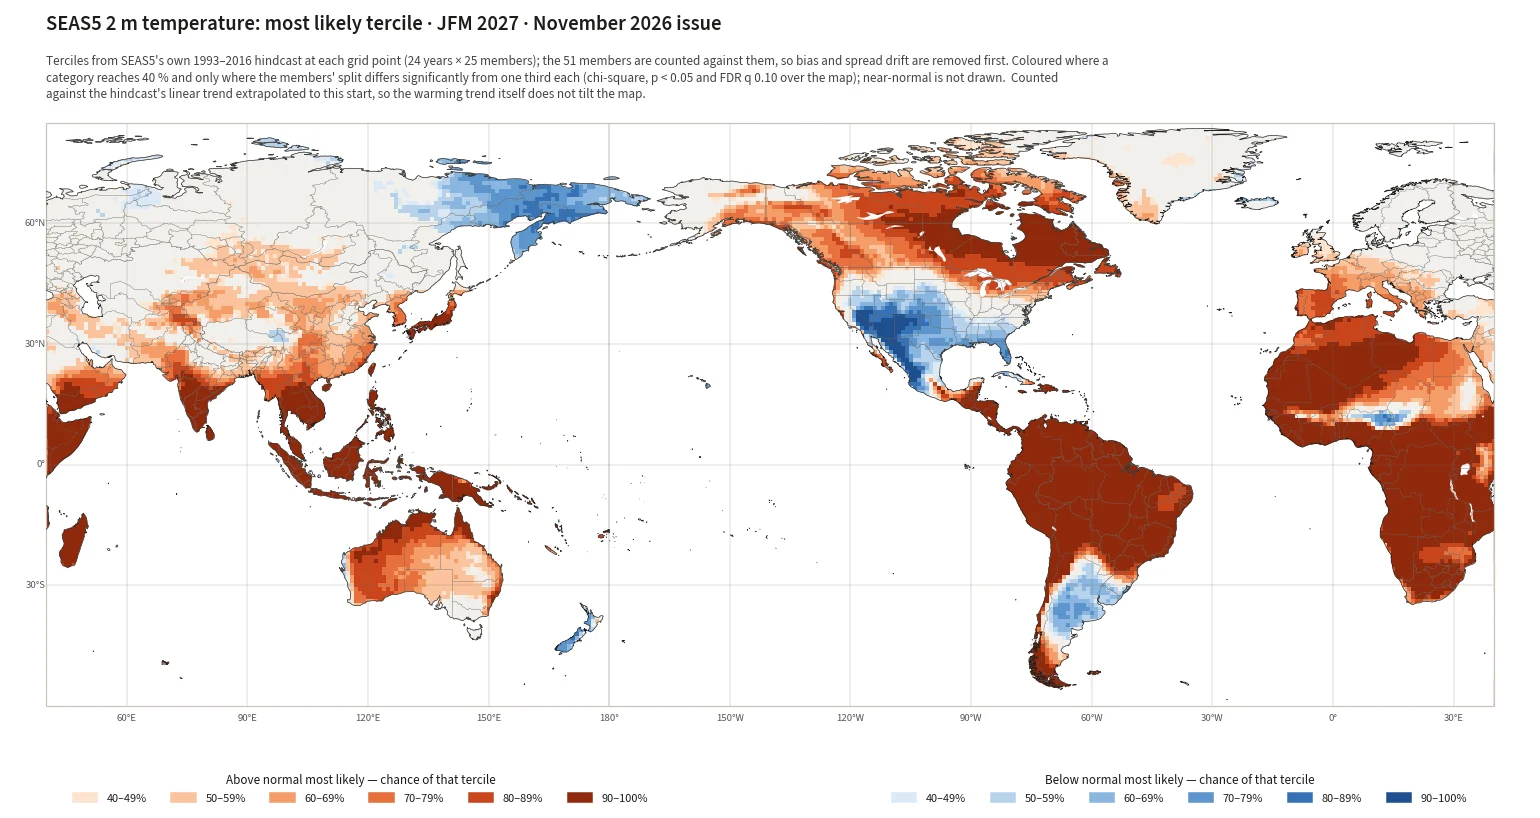 SEAS5 2 m temperature: most likely tercile · JFM 2027 · November 2026 issue
Terciles from SEAS5's own 1993–2016 hindcast at each grid point (24 years × 25 members); the 51 members are counted against them, so bias and spread drift are removed first. Coloured where a
category reaches 40 % and only where the members' split differs significantly from one third each (chi-square, p < 0.05 and FDR q 0.10 over the map); near-normal is not drawn. Counted
against the hindcast's linear trend extrapolated to this start, so the warming trend itself does not tilt the map.
60°N
30°N
0°
30°S
60°E 90°E 120°E 150°E 180° 150°W 120°W 90°W 60°W 30°W 0° 30°E
Above normal most likely — chance of that tercile
40–49% 50–59% 60–69% 70–79% 80–89% 90–100%
Below normal most likely — chance of that tercile
40–49% 50–59% 60–69% 70–79% 80–89% 90–100%